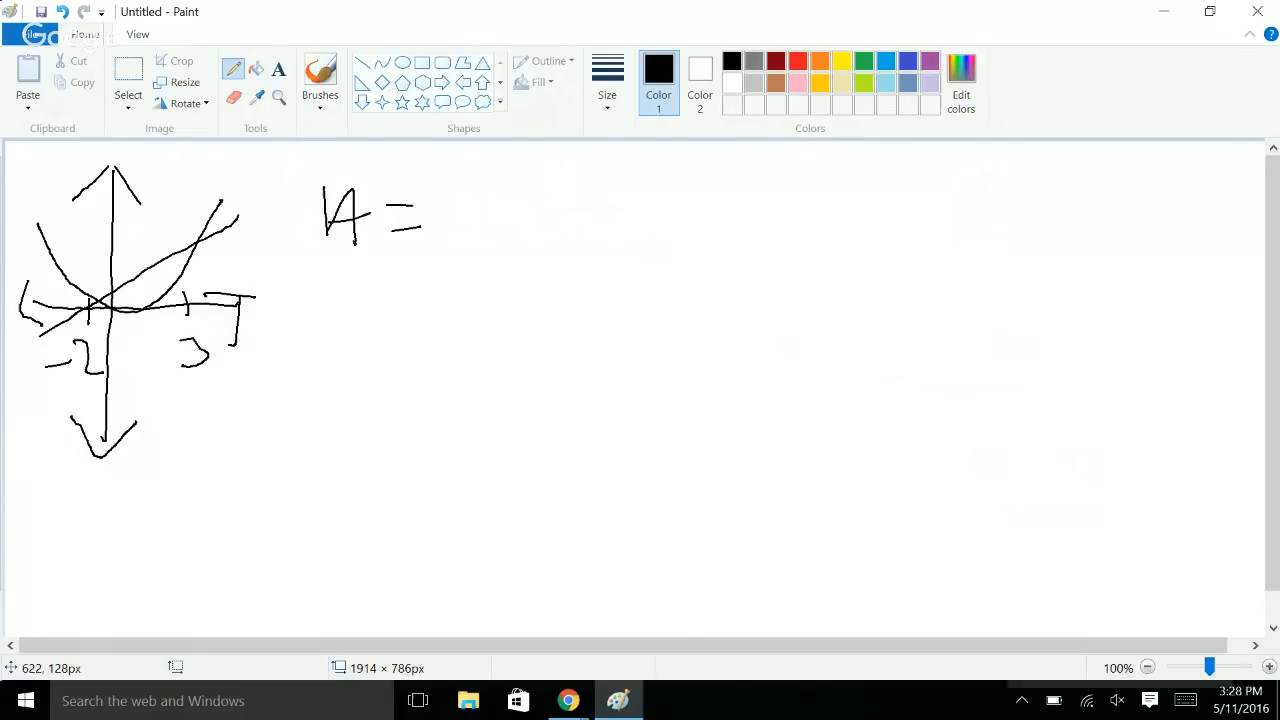 Untitled - Paint
File Home View
Google
Paste
Cut
Copy
Clipboard
Select
Crop
Resize
Rotate
Image
Tools
Brushes
Shapes
Outline
Fill
Size
Color 1
Color 2
Edit colors
Colors
A =
-2 3
622, 128px
1914 × 786px
100%
Search the web and Windows
3:28 PM
5/11/2016